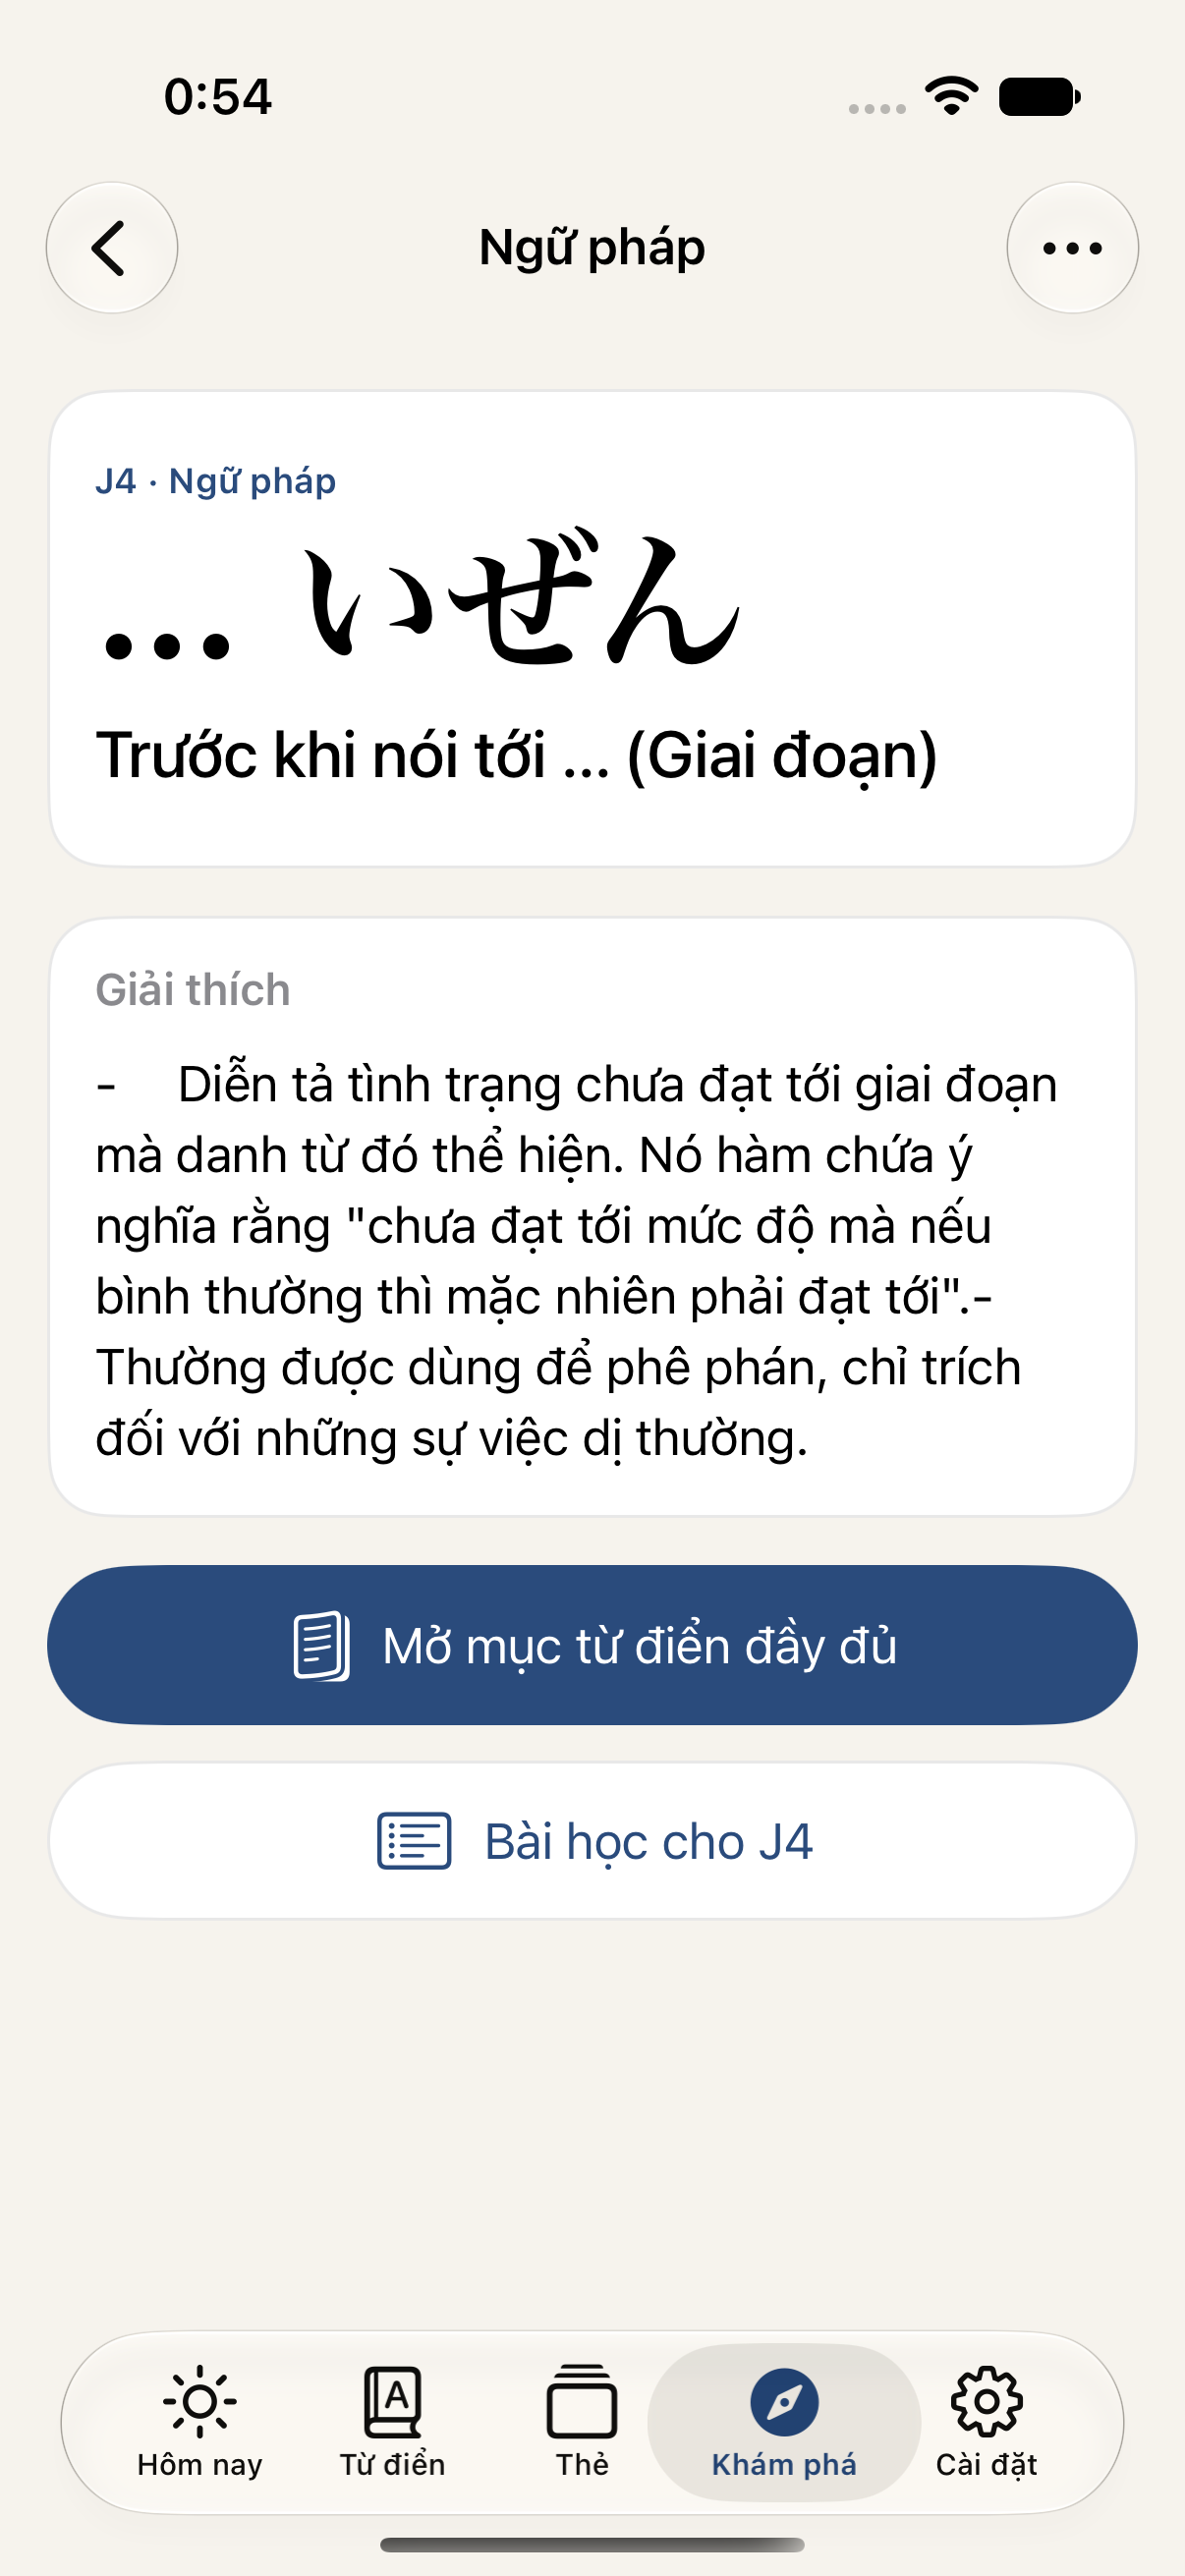 0:54
Ngữ pháp
J4 · Ngữ pháp
... いぜん
Trước khi nói tới ... (Giai đoạn)
Giải thích
-    Diễn tả tình trạng chưa đạt tới giai đoạn
mà danh từ đó thể hiện. Nó hàm chứa ý
nghĩa rằng "chưa đạt tới mức độ mà nếu
bình thường thì mặc nhiên phải đạt tới".-
Thường được dùng để phê phán, chỉ trích
đối với những sự việc dị thường.
Mở mục từ điển đầy đủ
Bài học cho J4
Hôm nay
Từ điển
Thẻ
Khám phá
Cài đặt